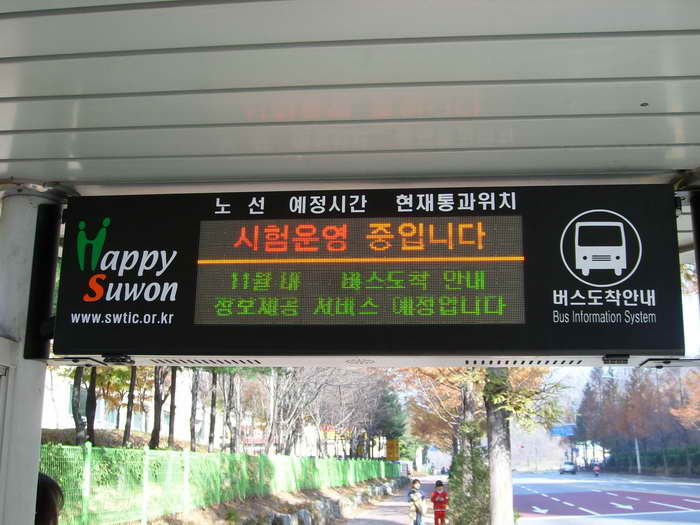 노 선 예정시간 현재통과위치
Happy
Suwon
www.swtic.or.kr
시험운영 중입니다
11월 내 버스도착 안내
정보제공 서비스 예정입니다
버스도착안내
Bus Information System